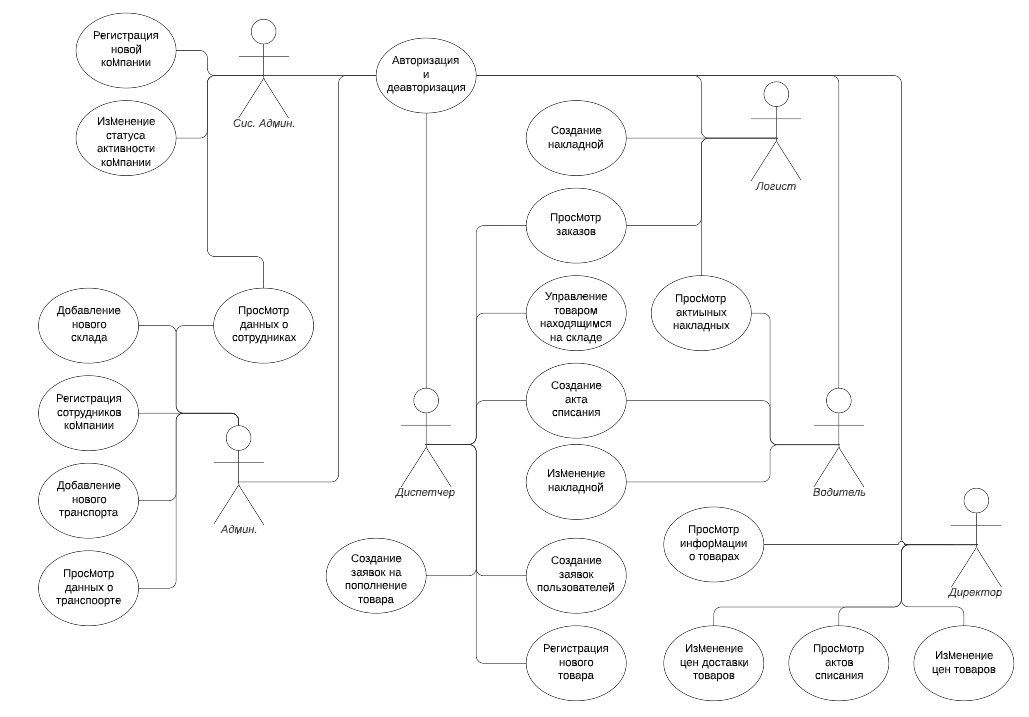 Регистрация
новой
компании
Сис. Админ.
Авторизация
и
деавторизация
Изменение
статуса
активности
компании
Создание
накладной
Логист
Просмотр
заказов
Добавление
нового
склада
Просмотр
данных о
сотрудниках
Управление
товаром
находящимся
на складе
Просмотр
актиыных
накладных
Регистрация
сотрудников
компании
Создание
акта
списания
Админ.
Диспетчер
Изменение
накладной
Водитель
Добавление
нового
транспорта
Просмотр
информации
о товарах
Просмотр
данных о
транспоорте
Создание
заявок на
пополнение
товара
Создание
заявок
пользователей
Директор
Регистрация
нового
товара
Изменение
цен доставки
товаров
Просмотр
актов
списания
Изменение
цен товаров